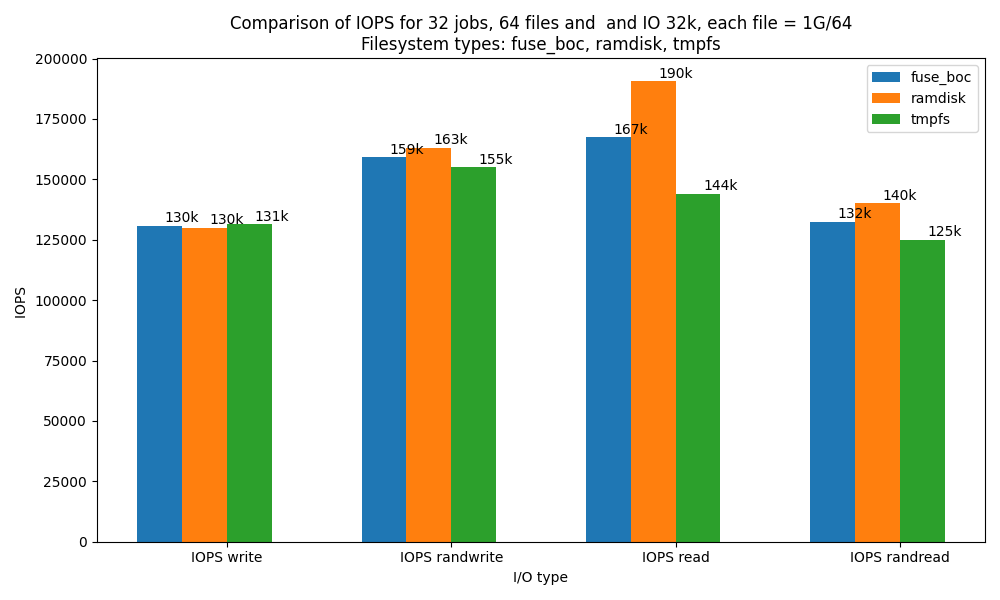 Comparison of IOPS for 32 jobs, 64 files and  and IO 32k, each file = 1G/64
Filesystem types: fuse_boc, ramdisk, tmpfs
fuse_boc
ramdisk
tmpfs
IOPS
200000
175000
150000
125000
100000
75000
50000
25000
0
130k
130k
131k
159k
163k
155k
167k
190k
144k
132k
140k
125k
IOPS write
IOPS randwrite
IOPS read
IOPS randread
I/O type